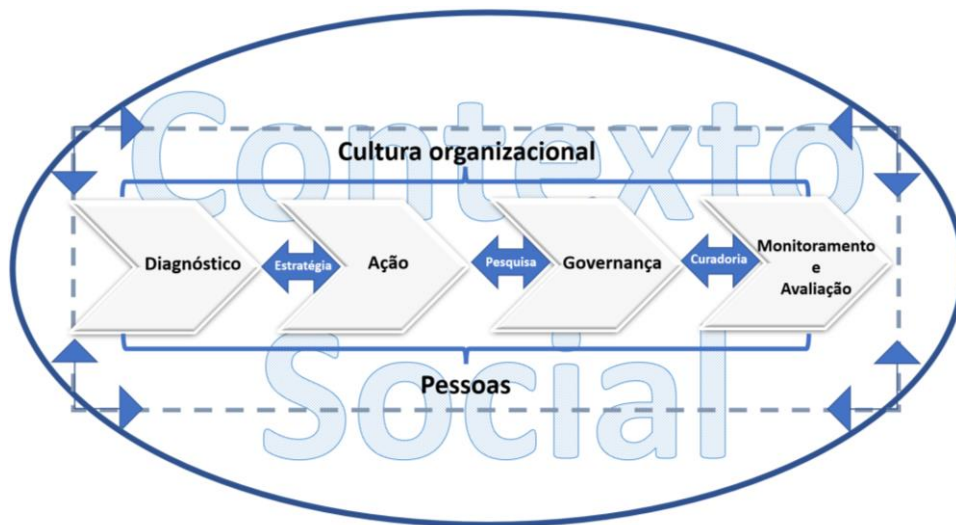 Contexto
Cultura organizacional
Diagnóstico
Estratégia
Ação
Pesquisa
Governança
Curadoria
Monitoramento
e
Avaliação
Pessoas
Social